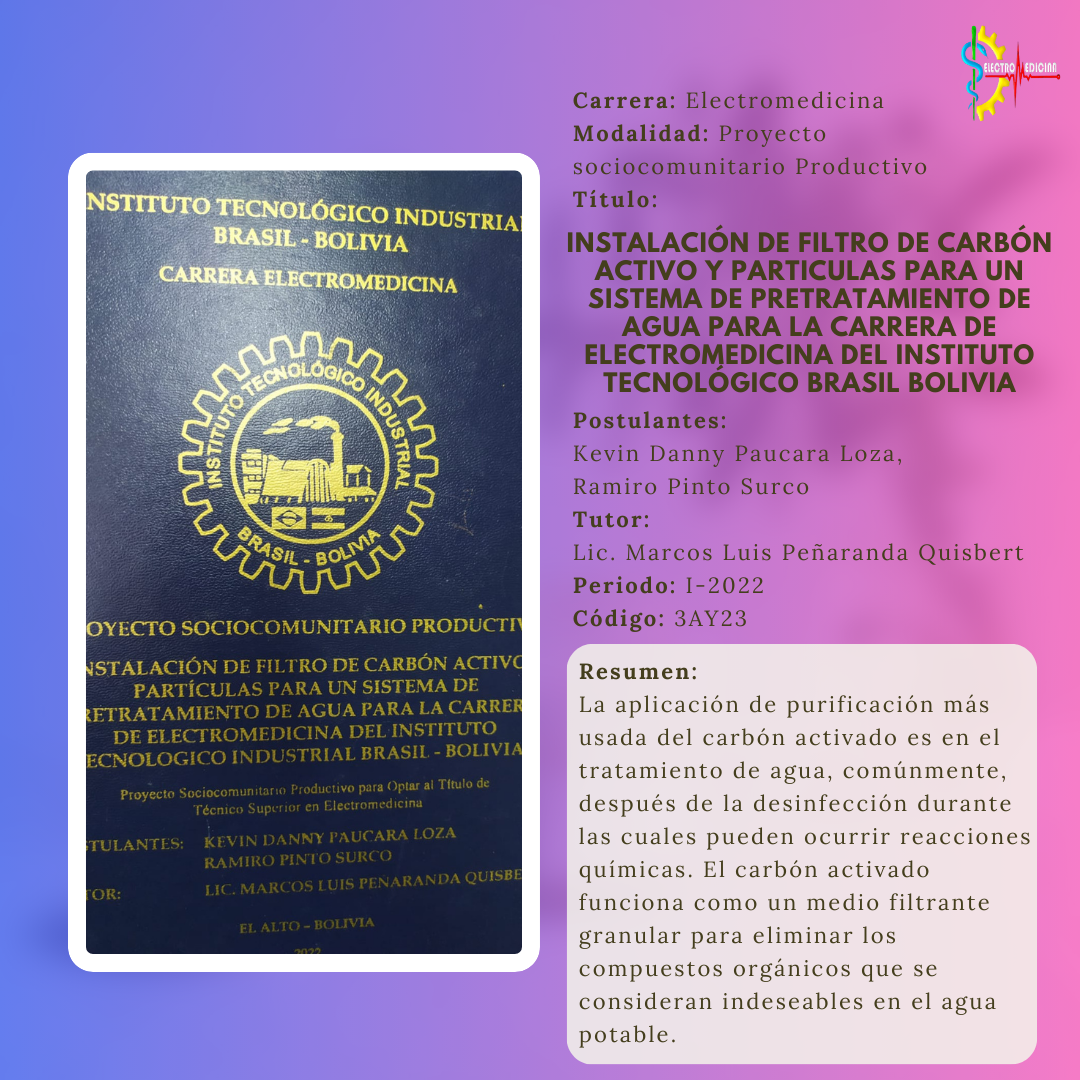 ELECTROMEDICINA
Carrera: Electromedicina
Modalidad: Proyecto
sociocomunitario Productivo
Título:
INSTALACIÓN DE FILTRO DE CARBÓN
ACTIVO Y PARTICULAS PARA UN
SISTEMA DE PRETRATAMIENTO DE
AGUA PARA LA CARRERA DE
ELECTROMEDICINA DEL INSTITUTO
TECNOLÓGICO BRASIL BOLIVIA
Postulantes:
Kevin Danny Paucara Loza,
Ramiro Pinto Surco
Tutor:
Lic. Marcos Luis Peñaranda Quisbert
Periodo: I-2022
Código: 3AY23
Resumen:
La aplicación de purificación más
usada del carbón activado es en el
tratamiento de agua, comúnmente,
después de la desinfección durante
las cuales pueden ocurrir reacciones
químicas. El carbón activado
funciona como un medio filtrante
granular para eliminar los
compuestos orgánicos que se
consideran indeseables en el agua
potable.
NSTITUTO TECNOLÓGICO INDUSTRIAL
BRASIL - BOLIVIA
CARRERA ELECTROMEDICINA
INSTITUTO TECNOLÓGICO INDUSTRIAL
BRASIL - BOLIVIA
OYECTO SOCIOCOMUNITARIO PRODUCTIV
NSTALACIÓN DE FILTRO DE CARBÓN ACTIVO
PARTÍCULAS PARA UN SISTEMA DE
RETRATAMIENTO DE AGUA PARA LA CARRER
DE ELECTROMEDICINA DEL INSTITUTO
ECNOLOGICO INDUSTRIAL BRASIL - BOLIVIA
Proyecto Sociocomunitario Productivo para Optar al Título de
Técnico Superior en Electromedicina
STULANTES: KEVIN DANNY PAUCARA LOZA
RAMIRO PINTO SURCO
TOR: LIC. MARCOS LUIS PEÑARANDA QUISBE
EL ALTO – BOLIVIA
2022